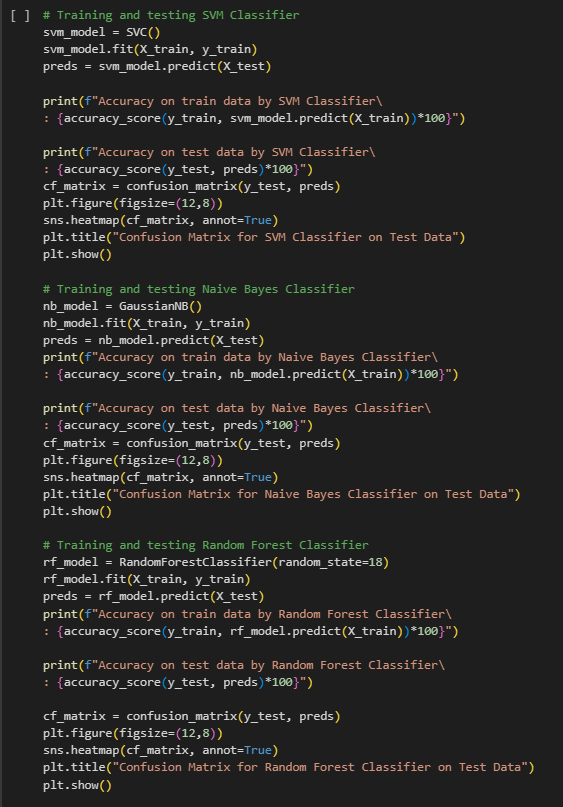 [ ] # Training and testing SVM Classifier
svm_model = SVC()
svm_model.fit(X_train, y_train)
preds = svm_model.predict(X_test)

print(f"Accuracy on train data by SVM Classifier\
: {accuracy_score(y_train, svm_model.predict(X_train))*100}")

print(f"Accuracy on test data by SVM Classifier\
: {accuracy_score(y_test, preds)*100}")
cf_matrix = confusion_matrix(y_test, preds)
plt.figure(figsize=(12,8))
sns.heatmap(cf_matrix, annot=True)
plt.title("Confusion Matrix for SVM Classifier on Test Data")
plt.show()

# Training and testing Naive Bayes Classifier
nb_model = GaussianNB()
nb_model.fit(X_train, y_train)
preds = nb_model.predict(X_test)
print(f"Accuracy on train data by Naive Bayes Classifier\
: {accuracy_score(y_train, nb_model.predict(X_train))*100}")

print(f"Accuracy on test data by Naive Bayes Classifier\
: {accuracy_score(y_test, preds)*100}")
cf_matrix = confusion_matrix(y_test, preds)
plt.figure(figsize=(12,8))
sns.heatmap(cf_matrix, annot=True)
plt.title("Confusion Matrix for Naive Bayes Classifier on Test Data")
plt.show()

# Training and testing Random Forest Classifier
rf_model = RandomForestClassifier(random_state=18)
rf_model.fit(X_train, y_train)
preds = rf_model.predict(X_test)
print(f"Accuracy on train data by Random Forest Classifier\
: {accuracy_score(y_train, rf_model.predict(X_train))*100}")

print(f"Accuracy on test data by Random Forest Classifier\
: {accuracy_score(y_test, preds)*100}")

cf_matrix = confusion_matrix(y_test, preds)
plt.figure(figsize=(12,8))
sns.heatmap(cf_matrix, annot=True)
plt.title("Confusion Matrix for Random Forest Classifier on Test Data")
plt.show()